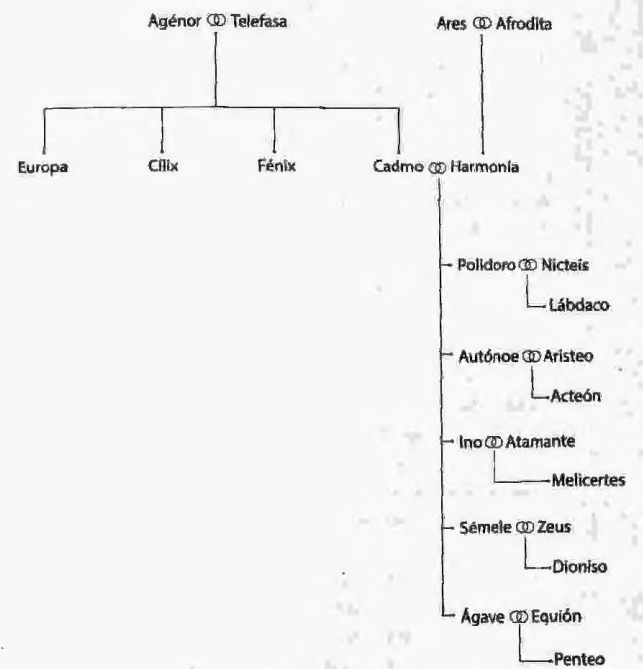 Agénor ⚭ Telefasa Ares ⚭ Afrodita
Europa Cílix Fénix Cadmo ⚭ Harmonía
Polidoro ⚭ Nicteis
Lábdaco
Autónoe ⚭ Aristeo
Acteón
Ino ⚭ Atamante
Melicertes
Sémele ⚭ Zeus
Dioniso
Ágave ⚭ Equión
Penteo